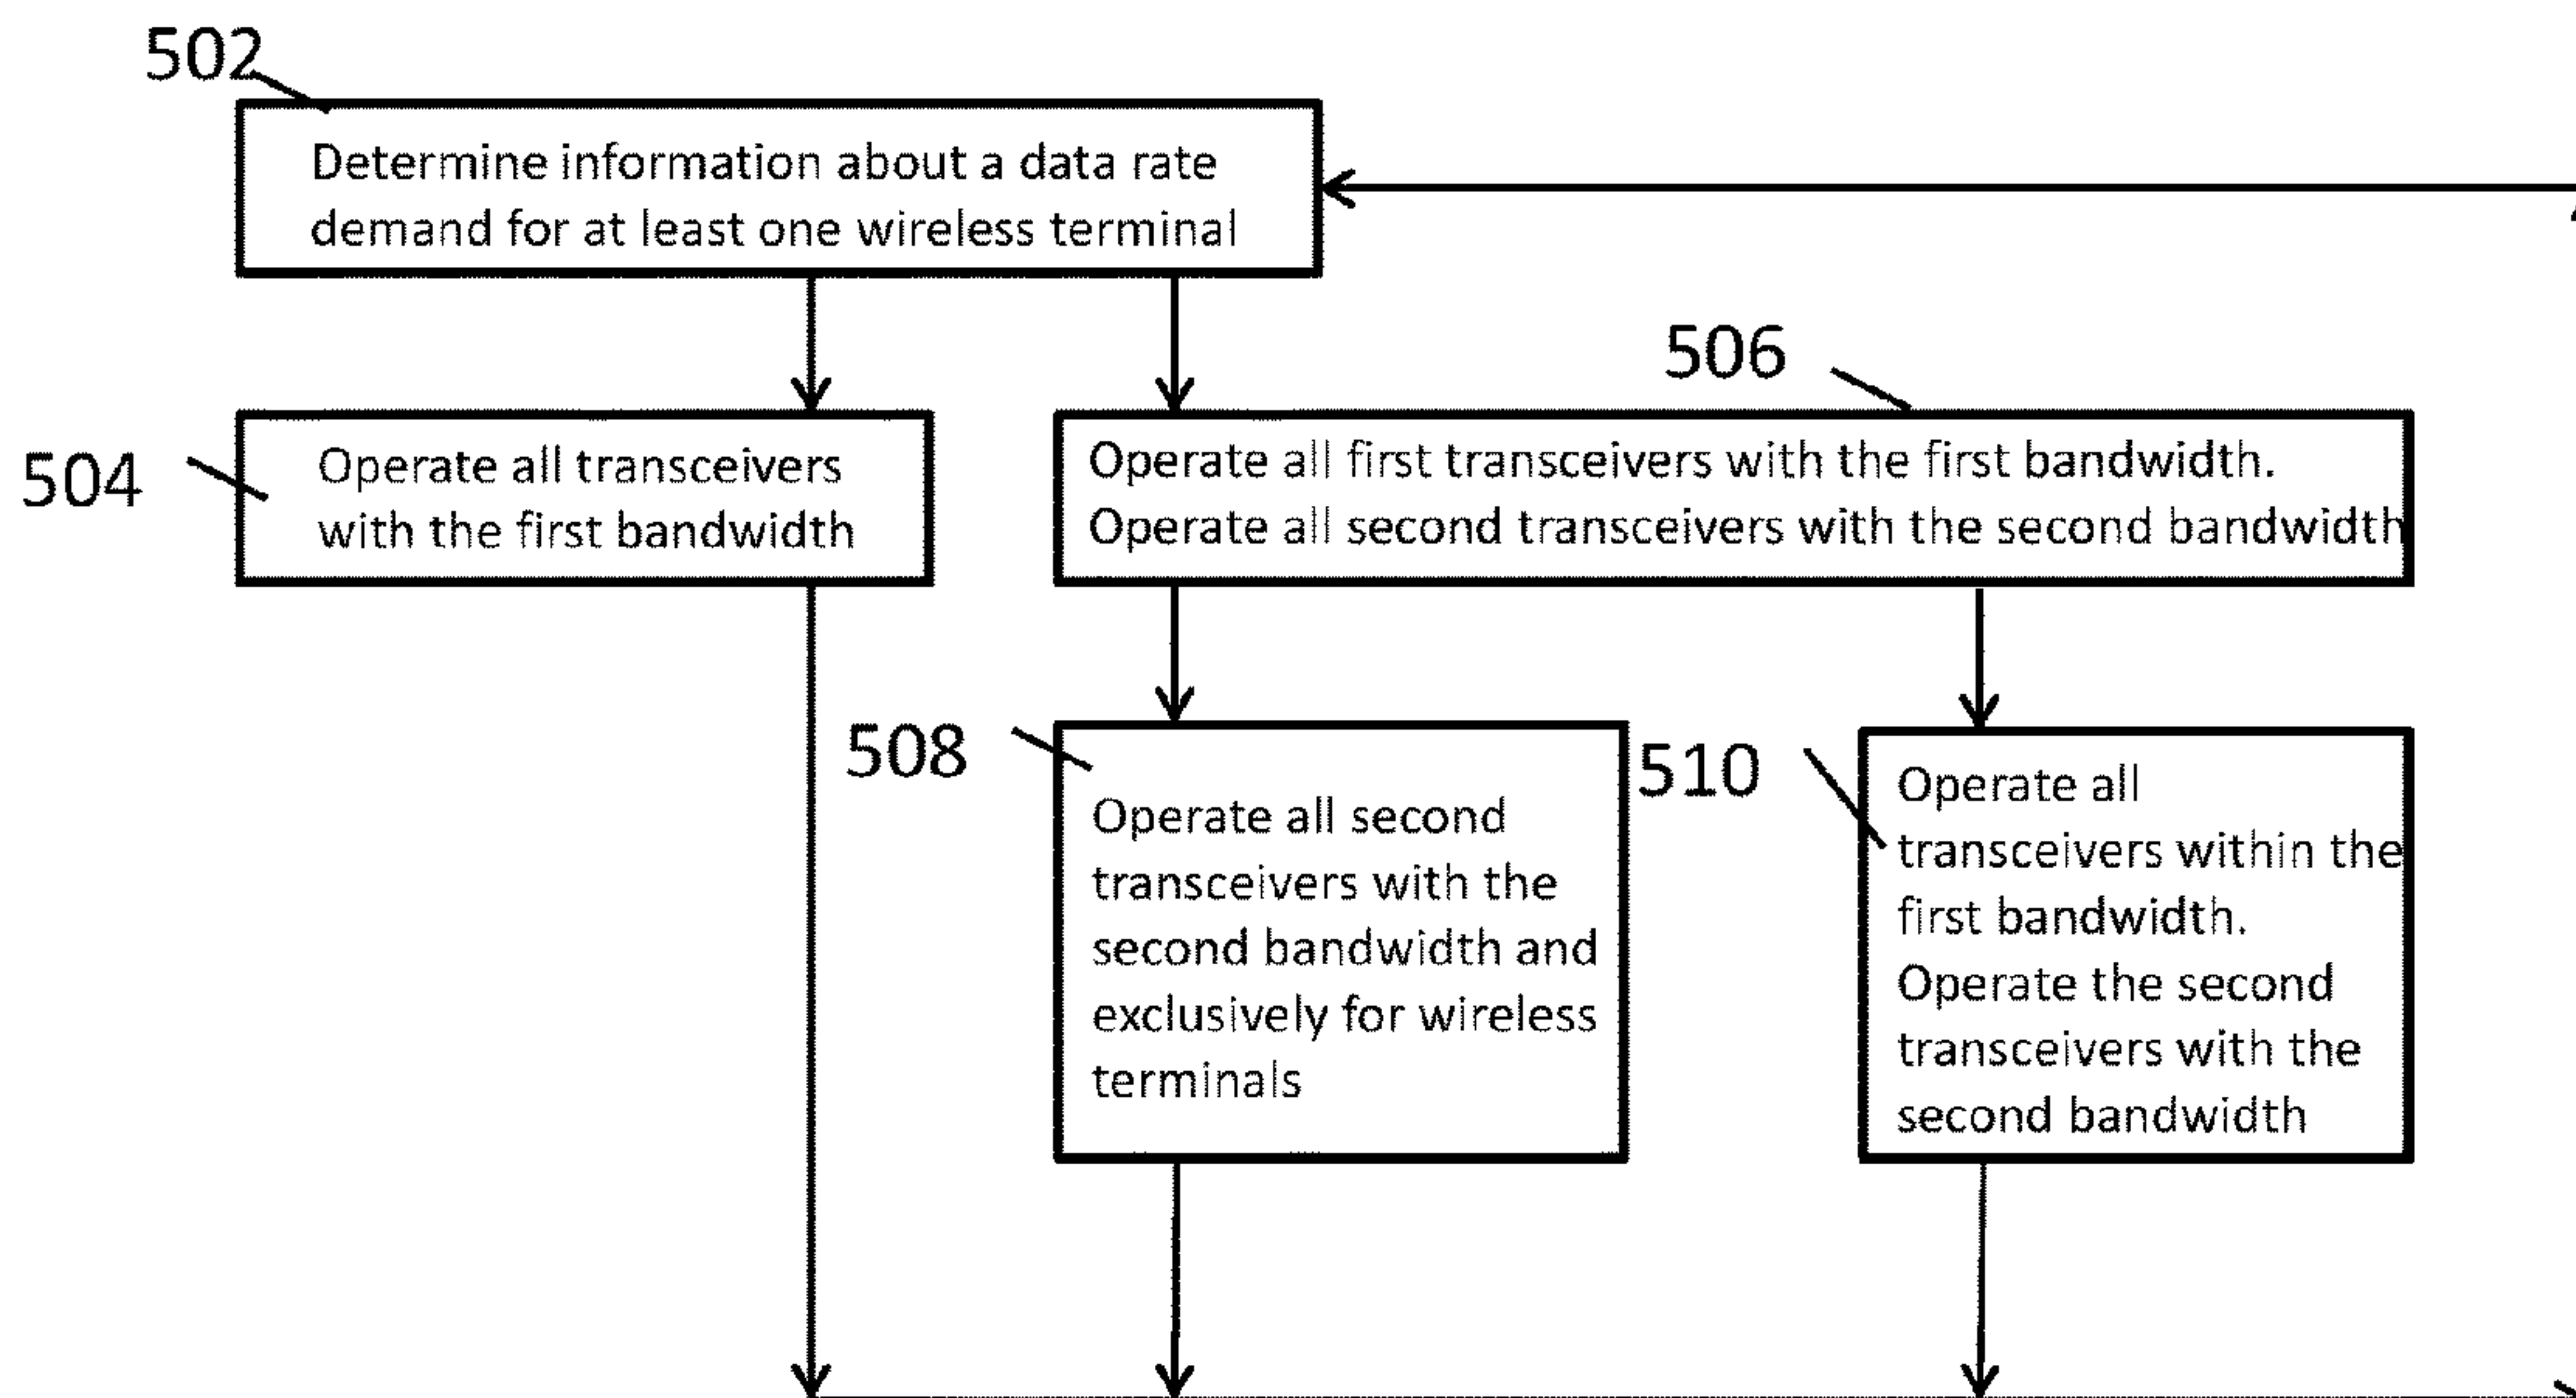 502
Determine information about a data rate
demand for at least one wireless terminal
506
504
Operate all transceivers
with the first bandwidth
Operate all first transceivers with the first bandwidth.
Operate all second transceivers with the second bandwidth
508
Operate all second
transceivers with the
second bandwidth and
exclusively for wireless
terminals
510
Operate all
transceivers within the
first bandwidth.
Operate the second
transceivers with the
second bandwidth